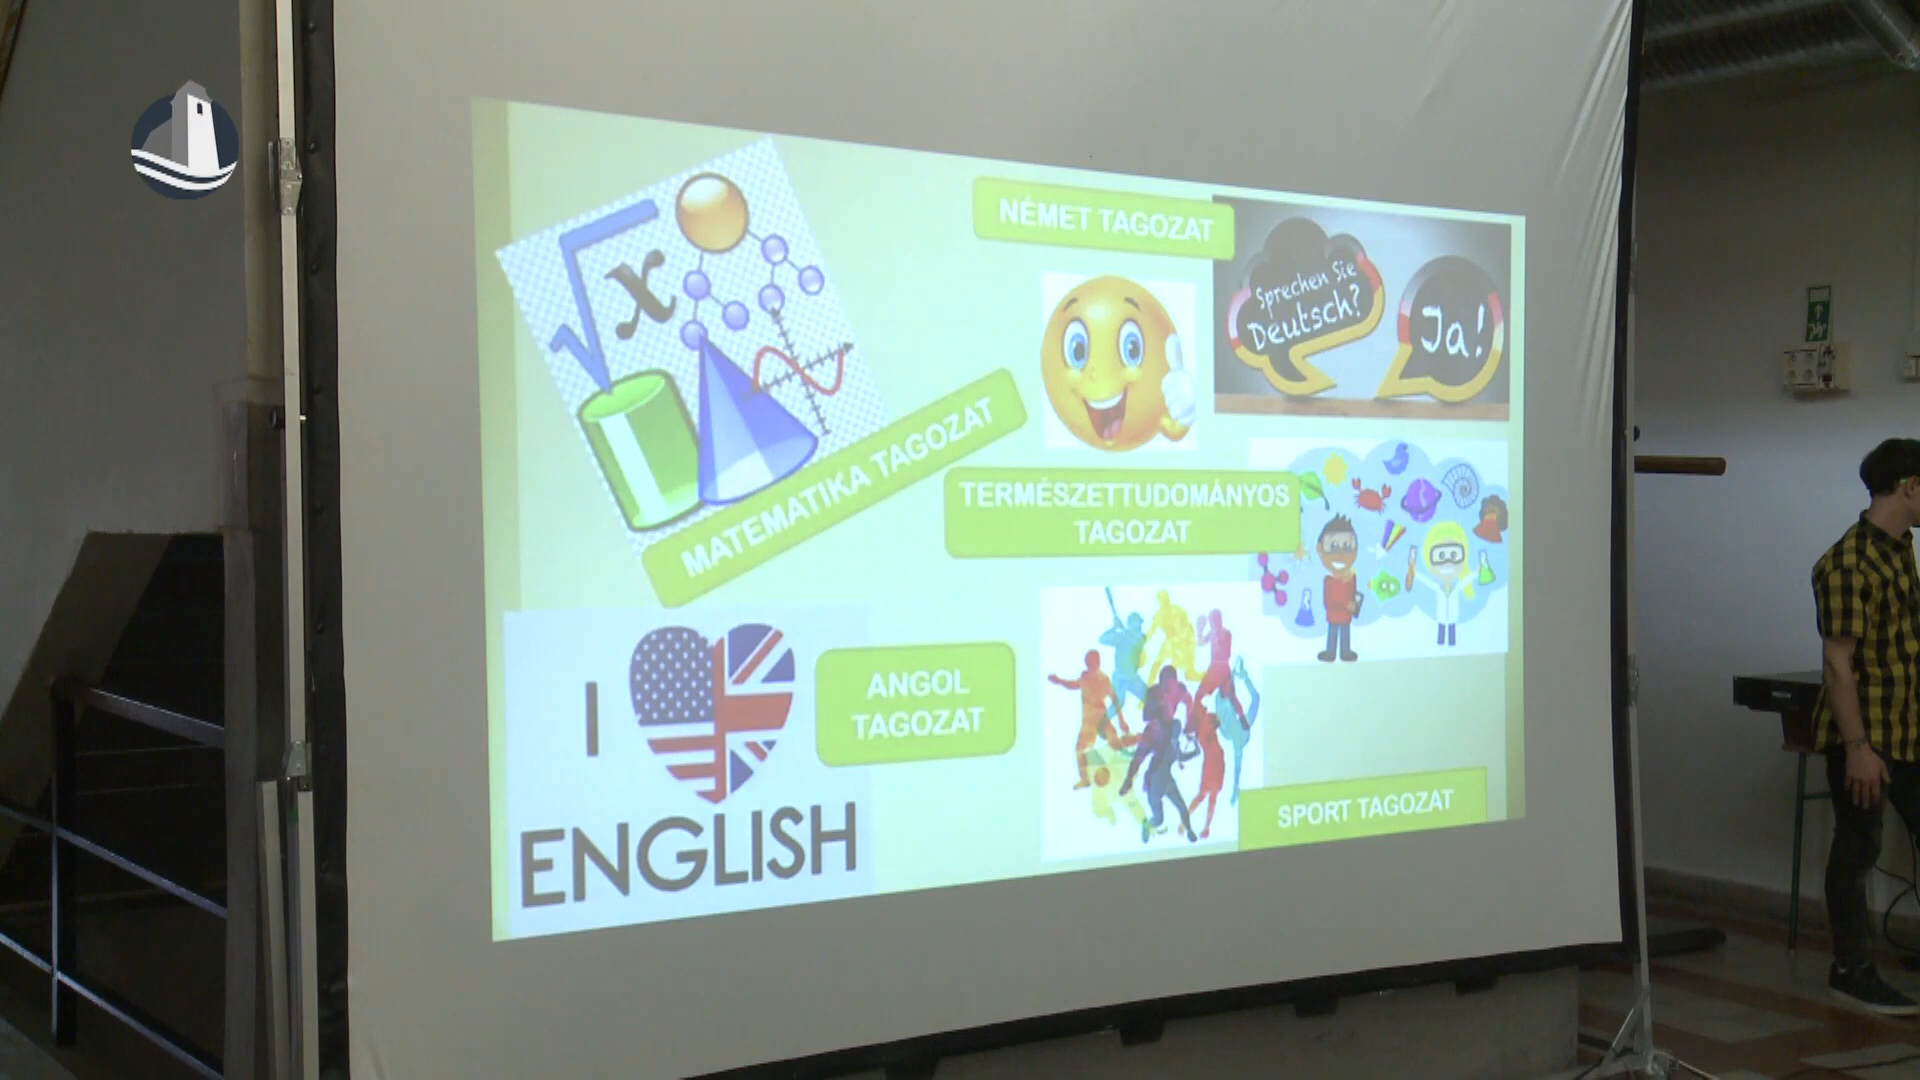 NÉMET TAGOZAT
Sprechen Sie
Deutsch?
Ja!
x
MATEMATIKA TAGOZAT
TERMÉSZETTUDOMÁNYOS
TAGOZAT
I
ENGLISH
ANGOL
TAGOZAT
SPORT TAGOZAT